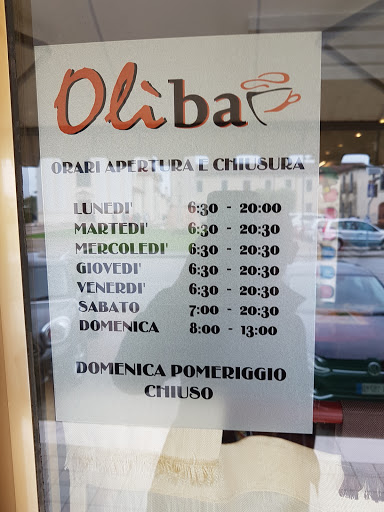 Olìbar
ORARI APERTURA E CHIUSURA
LUNEDI' 6:30 - 20:00
MARTEDI' 6:30 - 20:30
MERCOLEDI' 6:30 - 20:30
GIOVEDI' 6:30 - 20:30
VENERDI' 6:30 - 20:30
SABATO 7:00 - 20:30
DOMENICA 8:00 - 13:00
DOMENICA POMERIGGIO
CHIUSO